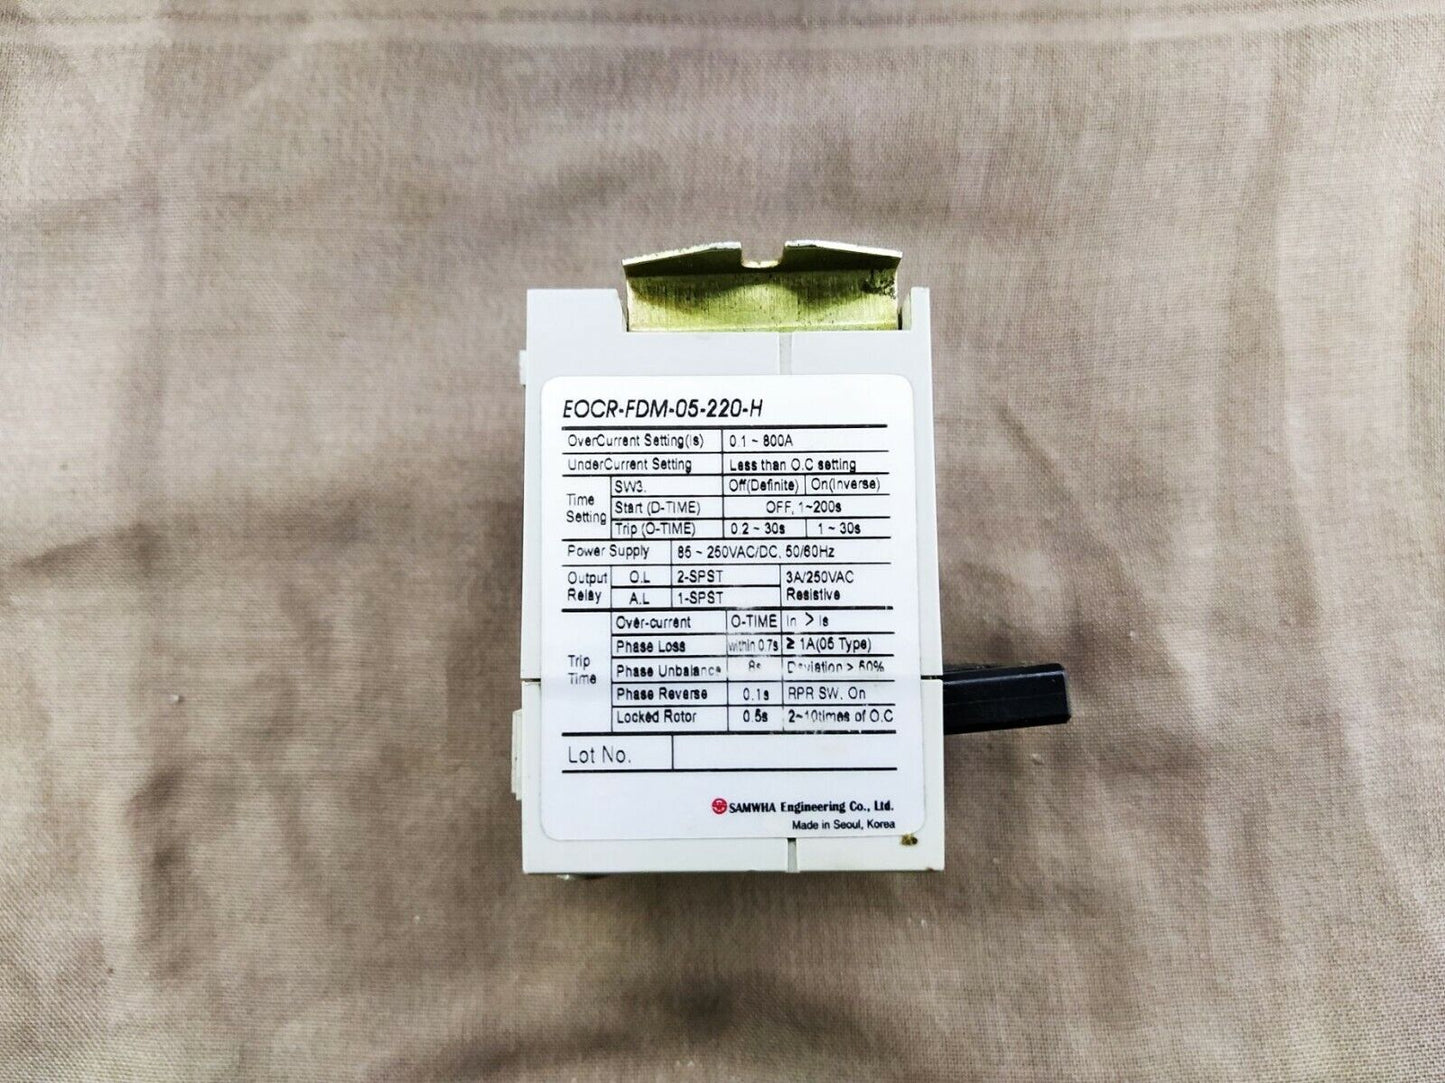 EOCR-FDM-05-220-H
OverCurrent Setting(Is) 0.1 ~ 800A
UnderCurrent Setting Less than O.C setting
Time Setting SW3. Off(Definite) On(Inverse)
Start (D-TIME) OFF, 1~200s
Trip (O-TIME) 0.2 ~ 30s 1 ~ 30s
Power Supply 85 ~ 250VAC/DC, 50/60Hz
Output Relay O.L 2-SPST 3A/250VAC Resistive
A.L 1-SPST
Trip Time Over-current O-TIME In > Is
Phase Loss within 0.7s ≥ 1A(05 Type)
Phase Unbalance 8s Deviation > 50%
Phase Reverse 0.1s RPR SW. On
Locked Rotor 0.5s 2~10times of O.C
Lot No.
SAMWHA Engineering Co., Ltd.
Made in Seoul, Korea